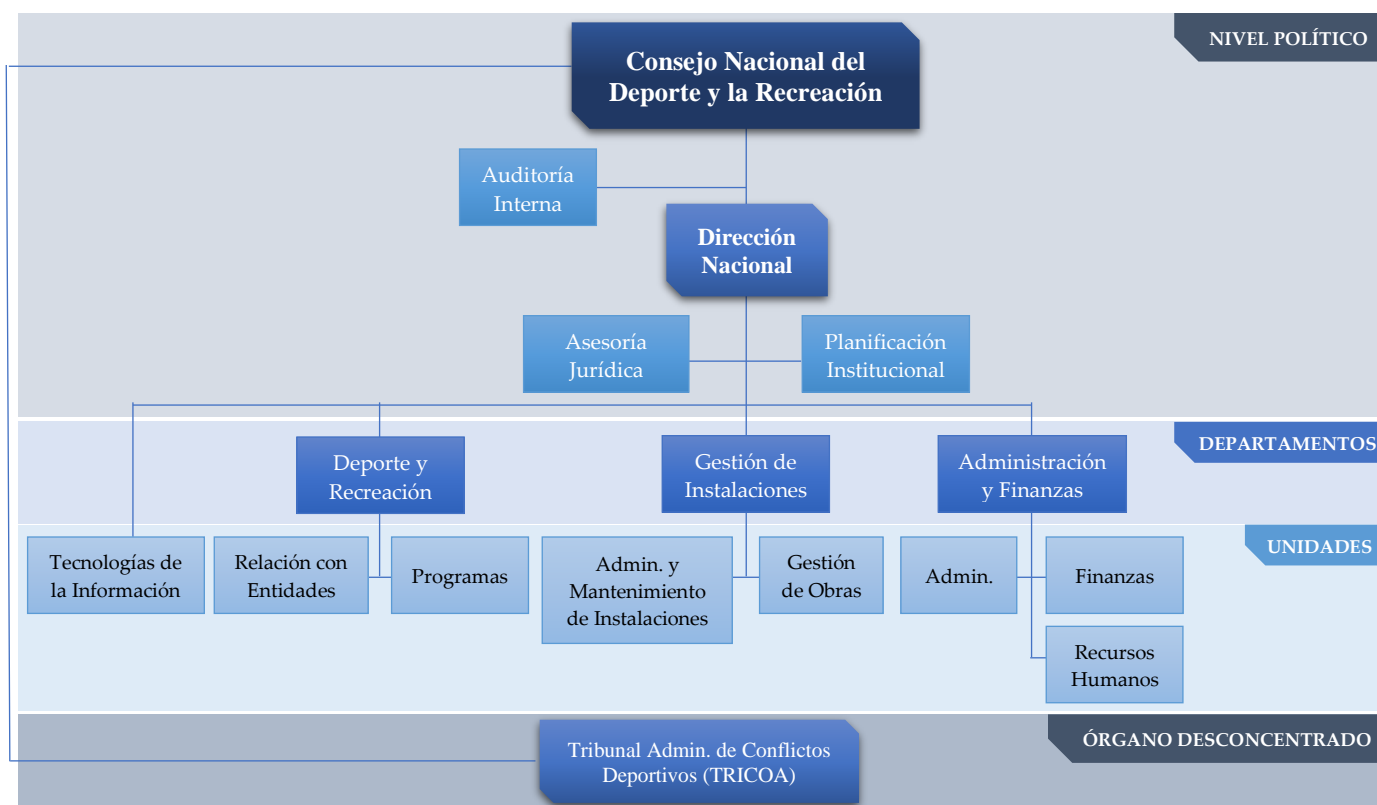 NIVEL POLÍTICO
Consejo Nacional del
Deporte y la Recreación
Auditoría
Interna
Dirección
Nacional
Asesoría
Jurídica
Planificación
Institucional
DEPARTAMENTOS
Deporte y
Recreación
Gestión de
Instalaciones
Administración
y Finanzas
UNIDADES
Tecnologías de
la Información
Relación con
Entidades
Programas
Admin. y
Mantenimiento
de Instalaciones
Gestión
de Obras
Admin.
Finanzas
Recursos
Humanos
ÓRGANO DESCONCENTRADO
Tribunal Admin. de Conflictos
Deportivos (TRICOA)